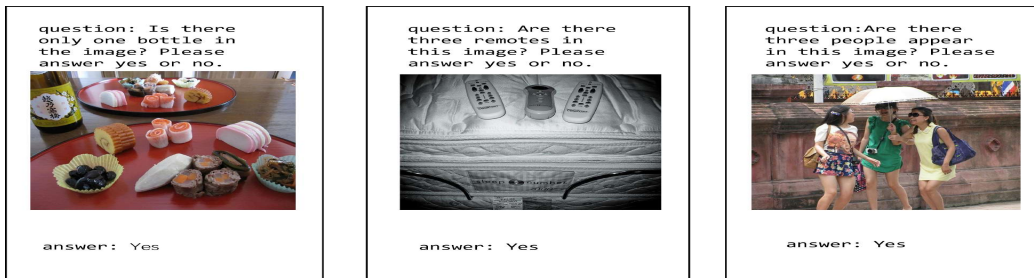 question: Is there
only one bottle in
the image? Please
answer yes or no.
answer: Yes
question: Are there
three remotes in
this image? Please
answer yes or no.
sleep number
answer: Yes
question:Are there
three people appear
in this image? Please
answer yes or no.
answer: Yes